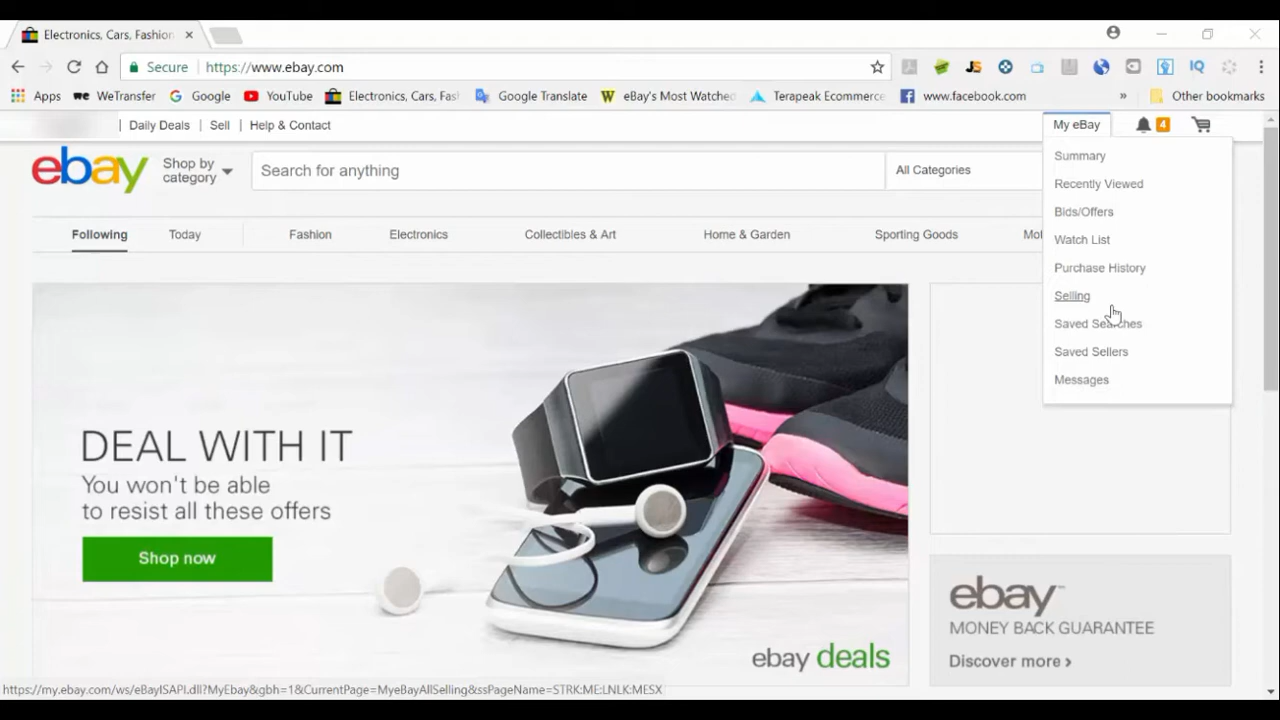 Electronics, Cars, Fashion
Secure https://www.ebay.com
Apps WeTransfer Google YouTube Electronics, Cars, Fas Google Translate eBay's Most Watched Terapeak Ecommerce www.facebook.com » Other bookmarks
Daily Deals Sell Help & Contact My eBay 4
ebay Shop by category Search for anything All Categories
Following Today Fashion Electronics Collectibles & Art Home & Garden Sporting Goods Mot
Summary
Recently Viewed
Bids/Offers
Watch List
Purchase History
Selling
Saved Searches
Saved Sellers
Messages
DEAL WITH IT
You won't be able
to resist all these offers
Shop now
ebay deals
ebay™
MONEY BACK GUARANTEE
Discover more ›
https://my.ebay.com/ws/eBayISAPI.dll?MyEbay&gbh=1&CurrentPage=MyeBayAllSelling&ssPageName=STRK:ME:LNLK:MESX